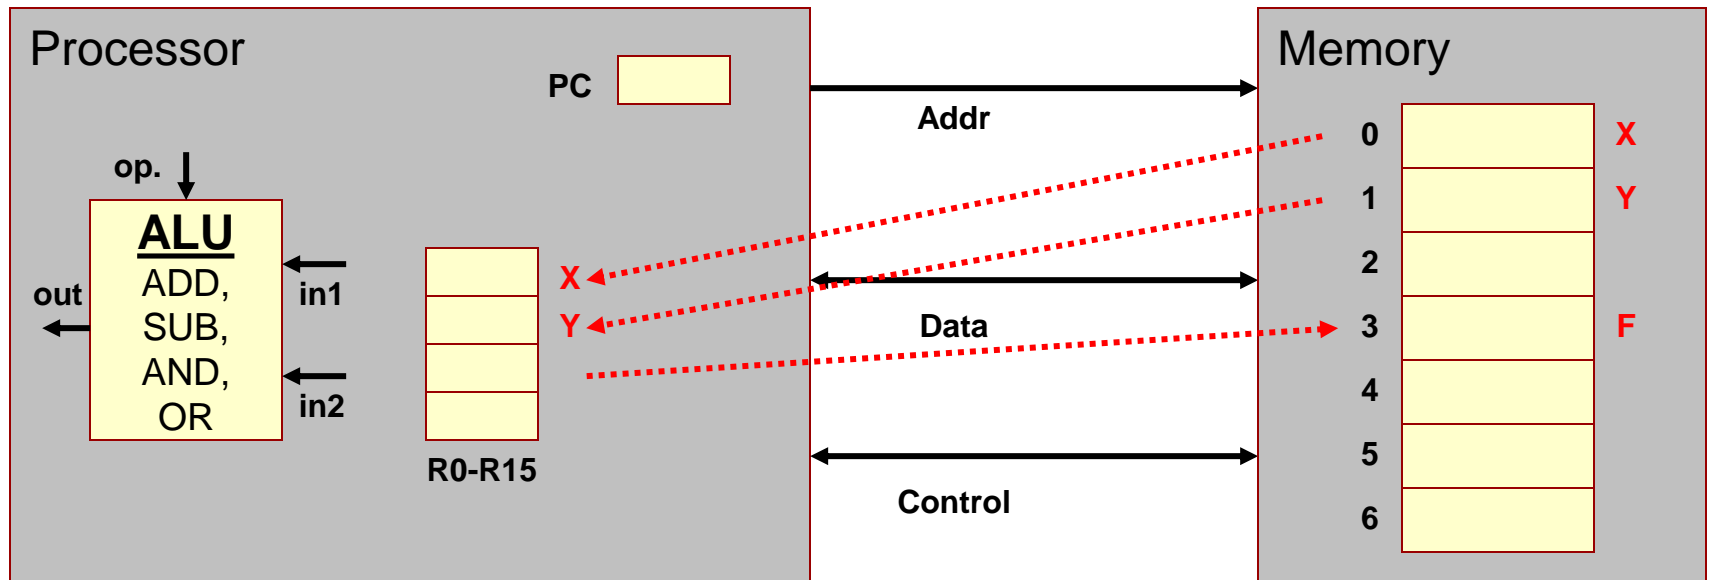 Processor
PC
op.
ALU
ADD,
SUB,
AND,
OR
out
in1
in2
X
Y
R0-R15
Addr
Data
Control
Memory
0 X
1 Y
2
3 F
4
5
6